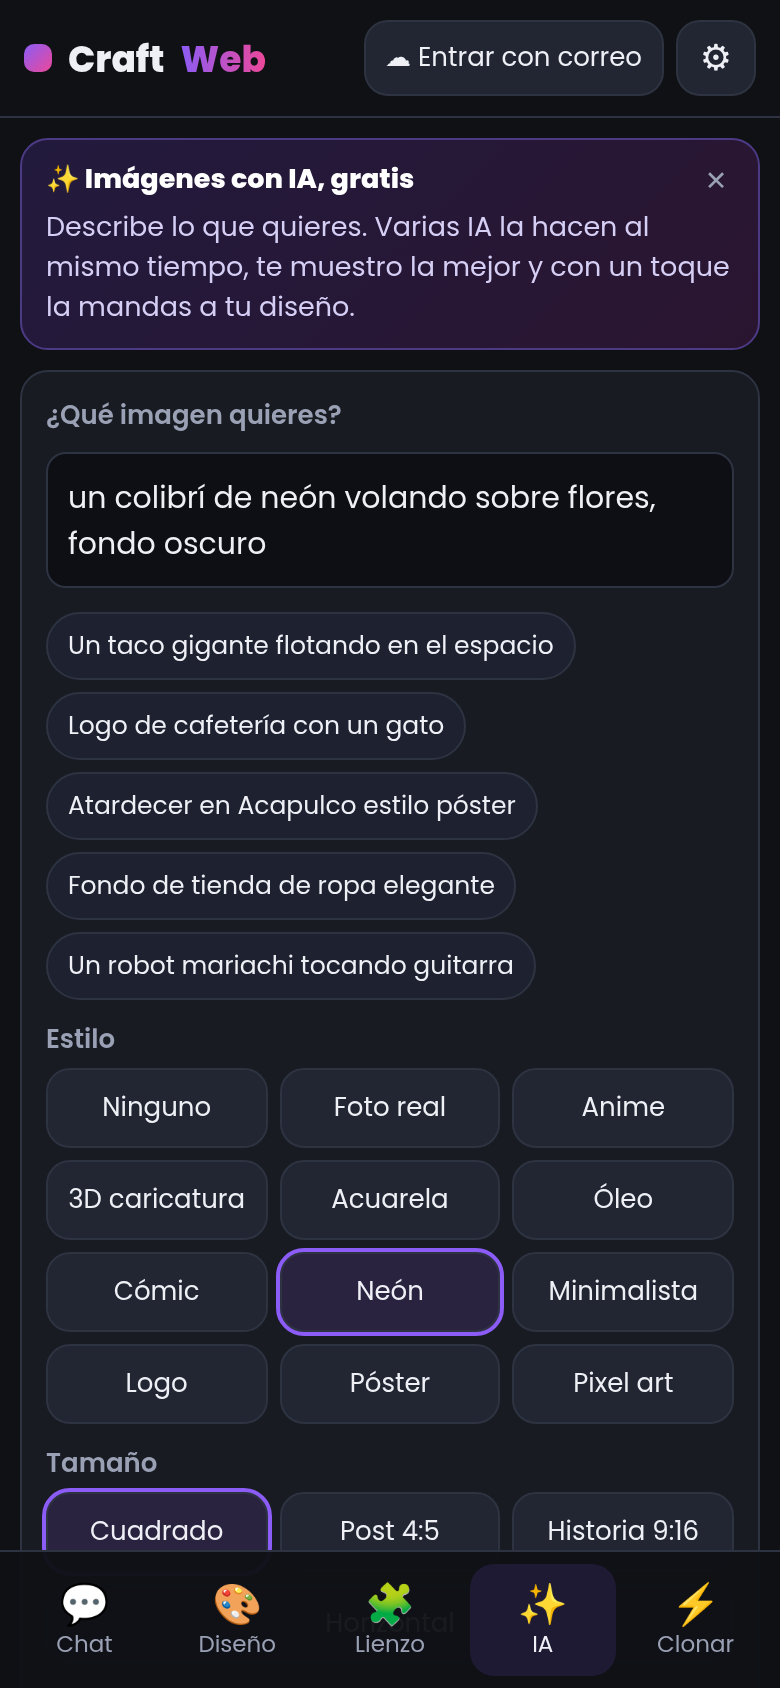 Craft Web
☁ Entrar con correo
⚙
✨ Imágenes con IA, gratis
✕
Describe lo que quieres. Varias IA la hacen al
mismo tiempo, te muestro la mejor y con un toque
la mandas a tu diseño.
¿Qué imagen quieres?
un colibrí de neón volando sobre flores,
fondo oscuro
Un taco gigante flotando en el espacio
Logo de cafetería con un gato
Atardecer en Acapulco estilo póster
Fondo de tienda de ropa elegante
Un robot mariachi tocando guitarra
Estilo
Ninguno Foto real Anime
3D caricatura Acuarela Óleo
Cómic Neón Minimalista
Logo Póster Pixel art
Tamaño
Cuadrado Post 4:5 Historia 9:16
Horizontal
Chat Diseño Lienzo IA Clonar